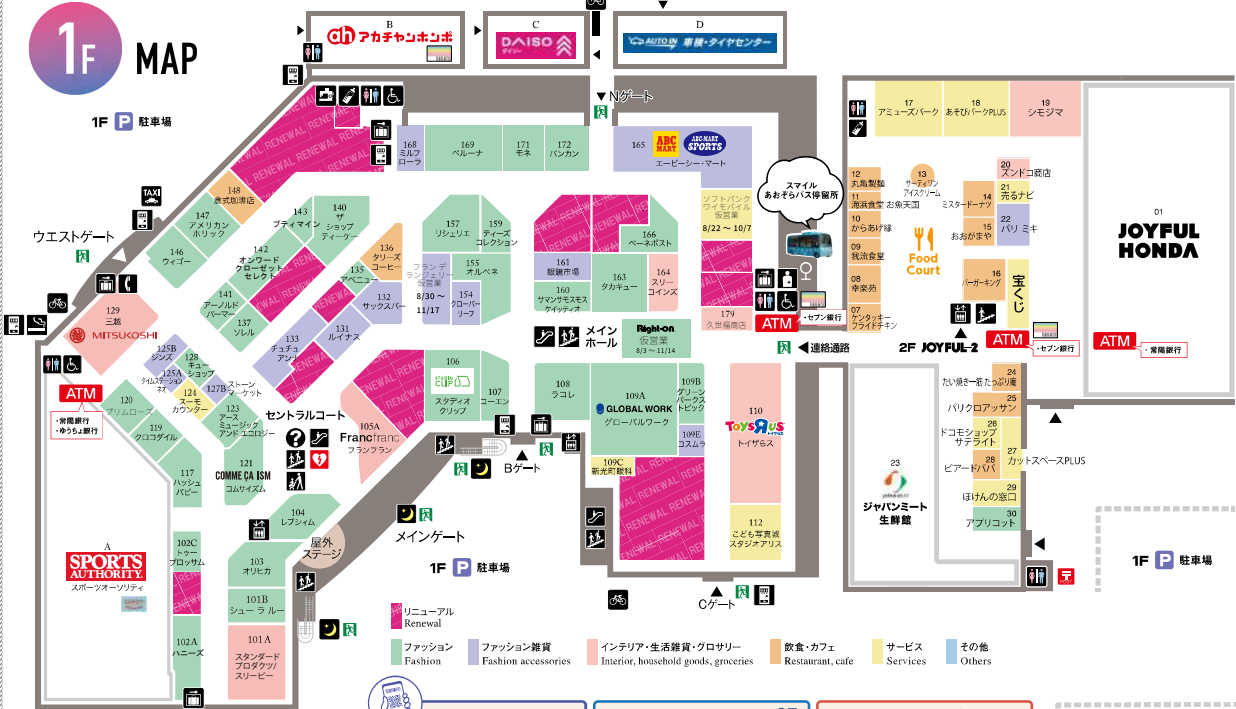 1F MAP
1F P 駐車場
B
アカチャンホンポ
C
DAISO
ダイソー
D
AUTO IN 車検・タイヤセンター
Nゲート
TAXI
ウエストゲート
RENEWAL RENEWAL RENEWAL
168
ミルフ
ローラ
169
ベルーナ
171
モネ
172
バンカン
165
ABC MART
ABC-MART SPORTS
エービーシー・マート
ソフトバンク
ワイモバイル
仮営業
8/22 〜 10/7
スマイル
あおぞらバス停留所
148
倉式珈琲店
147
アメリカン
ホリック
146
ウィゴー
143
プティマイン
140
ザ
ショップ
ティーケー
142
オンワード
クローゼット
セレクト
141
アーノルド
パーマー
137
ソレル
136
タリーズ
コーヒー
135
アベニュー
132
サックスバー
131
ルイナス
133
チュチュ
アンナ
157
リシェリエ
159
ティーズ
コレクション
フランデ
ランジェリー
仮営業
8/30 〜
11/17
155
オルベネ
154
クローバー
リーフ
166
ベーネポスト
161
眼鏡市場
163
タカキュー
164
スリー
コインズ
160
サマンサモスモス
ケイッティオ
179
久世福商店
メイン
ホール
Right-on
仮営業
8/3 〜 11/14
ATM
・セブン銀行
連絡通路
129
三越
MITSUKOSHI
ATM
・常陽銀行
・ゆうちょ銀行
125B
ジンズ
125A
タイムステーション
ネオ
128
キュー
ショップ
124
スーモ
カウンター
127B
ストーン
マーケット
123
アース
ミュージック
アンド エコロジー
120
プリムローズ
119
クロコダイル
117
ハッシュ
パピー
121
COMME ÇA ISM
コムサイズム
セントラルコート
105A
Francfranc
フランフラン
106
STUDIO CLIP
スタディオ
クリップ
107
コーエン
108
ラコレ
109A
GLOBAL WORK
グローバルワーク
109B
グリーン
パークス
トピック
109E
コスムラ
109C
新光町眼科
110
ToysЯUs
トイザらス
112
こども写真城
スタジオアリス
104
レプシィム
屋外
ステージ
103
オリヒカ
101B
シュー ラ ルー
101A
スタンダード
プロダクツ/
スリーピー
102C
トゥー
ブロッサム
102A
ハニーズ
A
SPORTS
AUTHORITY.
スポーツオーソリティ
メインゲート
1F P 駐車場
Bゲート
Cゲート
17
アミューズパーク
18
あそびパークPLUS
19
シモジマ
12
丸亀製麺
11
海浜食堂 お魚天国
10
からあげ縁
09
我流食堂
08
幸楽苑
07
ケンタッキー
フライドチキン
13
サーティワン
アイスクリーム
14
ミスタードーナツ
15
おおがまや
16
バーガーキング
Food
Court
20
ズンドコ商店
21
売るナビ
22
パリ ミキ
宝くじ
2F JOYFUL-2
ATM
・セブン銀行
01
JOYFUL
HONDA
ATM
・常陽銀行
23
ジャパンミート
生鮮館
24
たい焼き一筋 たっぷり庵
25
パリクロアッサン
26
ドコモショップ
サテライト
27
カットスペースPLUS
28
ビアードパパ
29
ほけんの窓口
30
アプリコット
1F P 駐車場
リニューアル
Renewal
ファッション
Fashion
ファッション雑貨
Fashion accessories
インテリア・生活雑貨・グロサリー
Interior, household goods, groceries
飲食・カフェ
Restaurant, cafe
サービス
Services
その他
Others